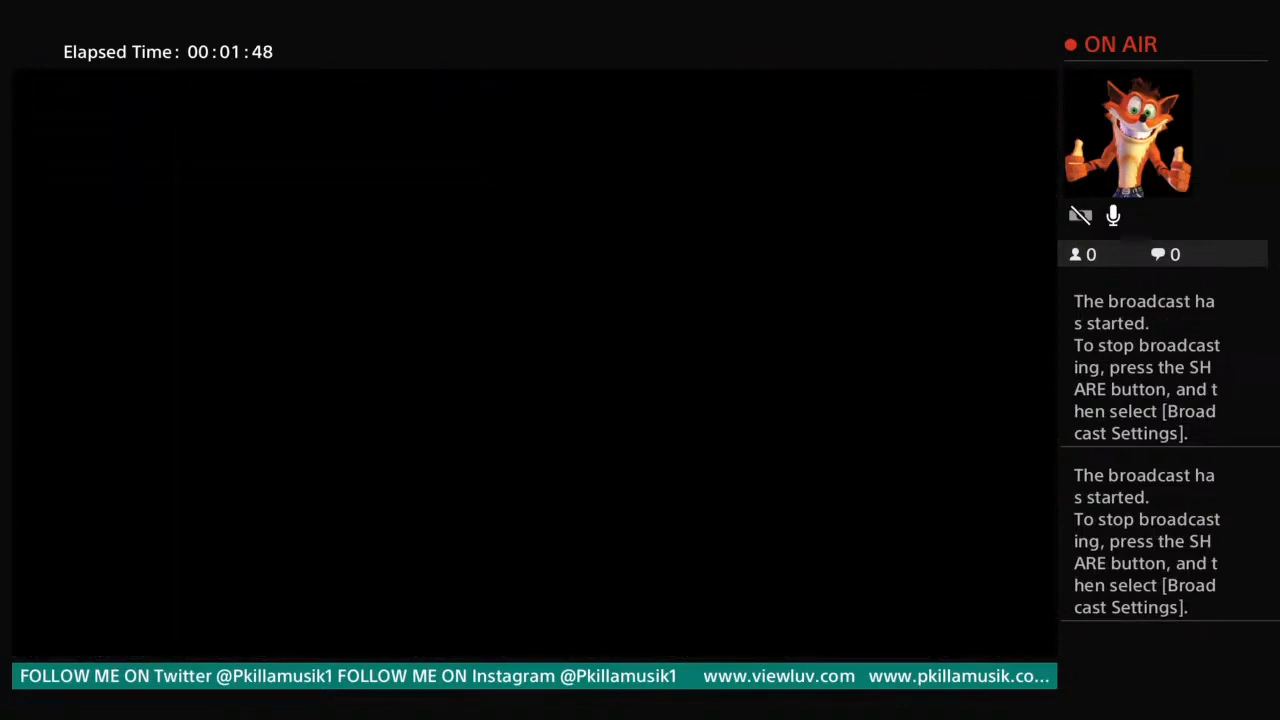 Elapsed Time: 00:01:48
ON AIR
0 0
The broadcast ha
s started.
To stop broadcast
ing, press the SH
ARE button, and t
hen select [Broad
cast Settings].
The broadcast ha
s started.
To stop broadcast
ing, press the SH
ARE button, and t
hen select [Broad
cast Settings].
FOLLOW ME ON Twitter @Pkillamusik1 FOLLOW ME ON Instagram @Pkillamusik1 www.viewluv.com www.pkillamusik.co...